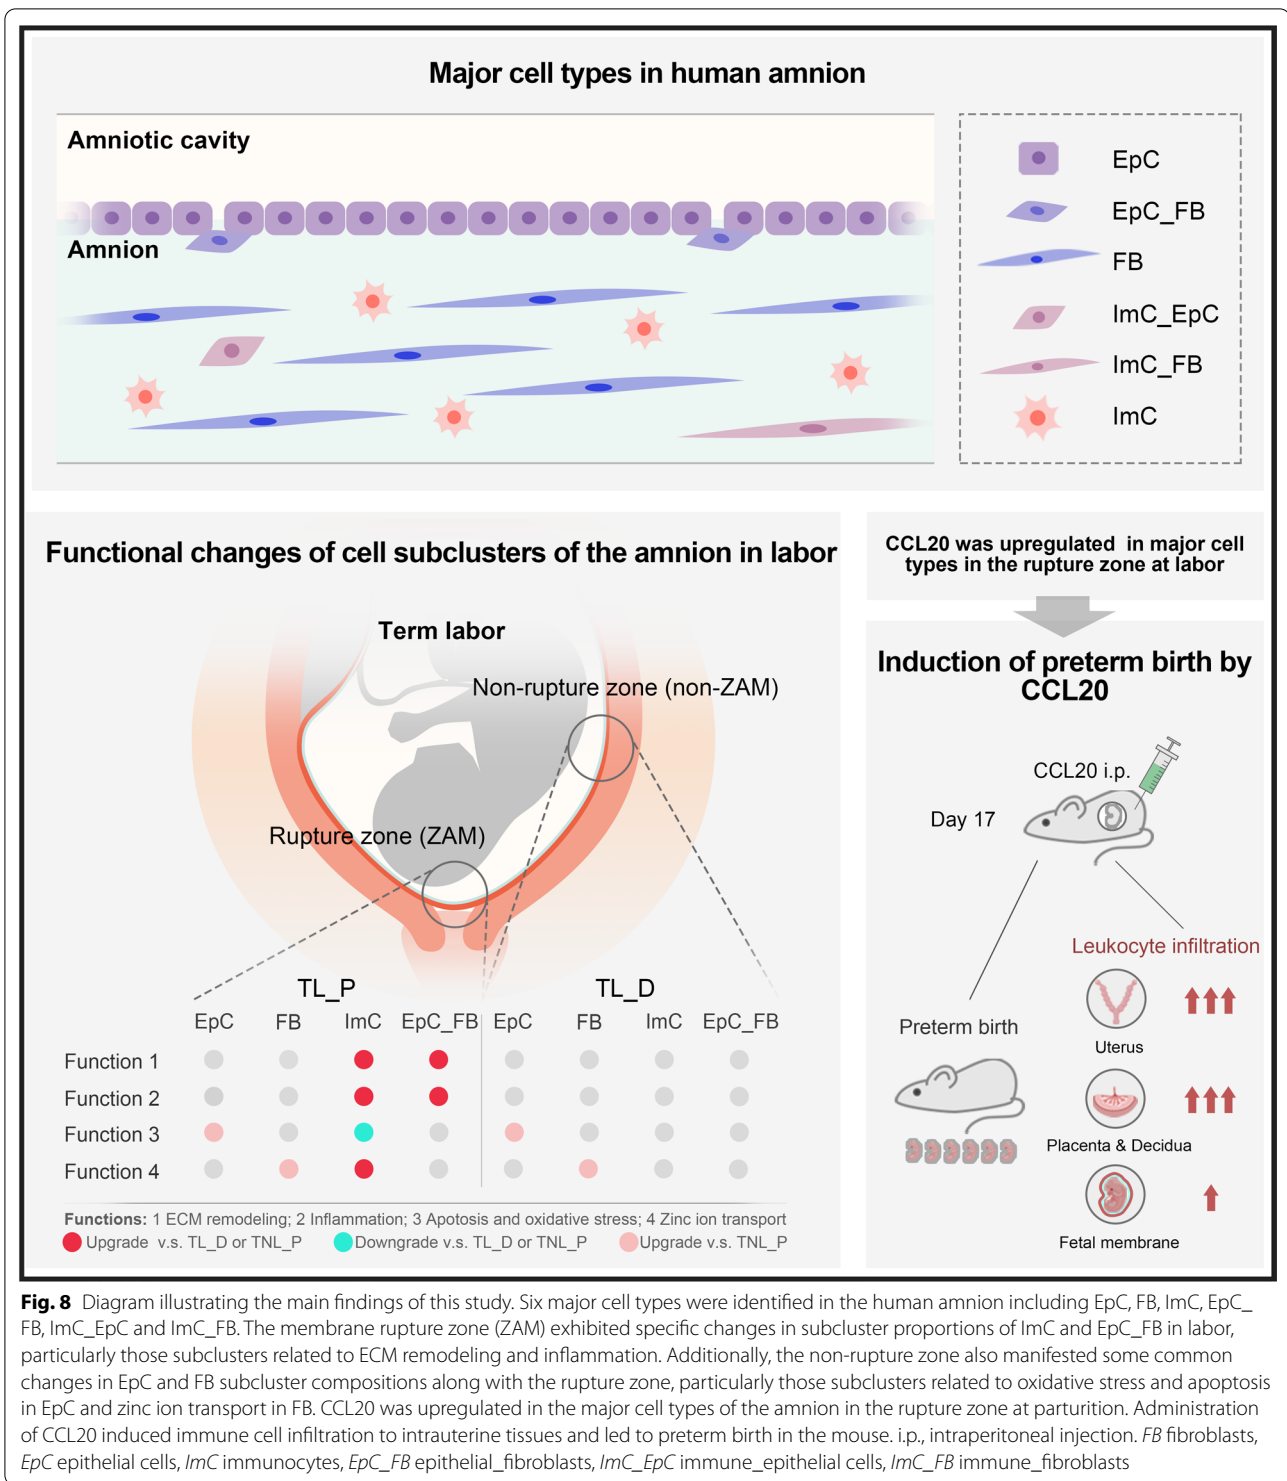 Major cell types in human amnion
Amniotic cavity
Amnion
EpC
EpC_FB
FB
ImC_EpC
ImC_FB
ImC
Functional changes of cell subclusters of the amnion in labor
Term labor
Non-rupture zone (non-ZAM)
Rupture zone (ZAM)
TL_P TL_D
EpC FB ImC EpC_FB EpC FB ImC EpC_FB
Function 1
Function 2
Function 3
Function 4
Functions: 1 ECM remodeling; 2 Inflammation; 3 Apotosis and oxidative stress; 4 Zinc ion transport
Upgrade v.s. TL_D or TNL_P Downgrade v.s. TL_D or TNL_P Upgrade v.s. TNL_P
CCL20 was upregulated in major cell
types in the rupture zone at labor
Induction of preterm birth by
CCL20
CCL20 i.p.
Day 17
Leukocyte infiltration
Preterm birth
Uterus
Placenta & Decidua
Fetal membrane
Fig. 8 Diagram illustrating the main findings of this study. Six major cell types were identified in the human amnion including EpC, FB, ImC, EpC_
FB, ImC_EpC and ImC_FB. The membrane rupture zone (ZAM) exhibited specific changes in subcluster proportions of ImC and EpC_FB in labor,
particularly those subclusters related to ECM remodeling and inflammation. Additionally, the non-rupture zone also manifested some common
changes in EpC and FB subcluster compositions along with the rupture zone, particularly those subclusters related to oxidative stress and apoptosis
in EpC and zinc ion transport in FB. CCL20 was upregulated in the major cell types of the amnion in the rupture zone at parturition. Administration
of CCL20 induced immune cell infiltration to intrauterine tissues and led to preterm birth in the mouse. i.p., intraperitoneal injection. FB fibroblasts,
EpC epithelial cells, ImC immunocytes, EpC_FB epithelial_fibroblasts, ImC_EpC immune_epithelial cells, ImC_FB immune_fibroblasts